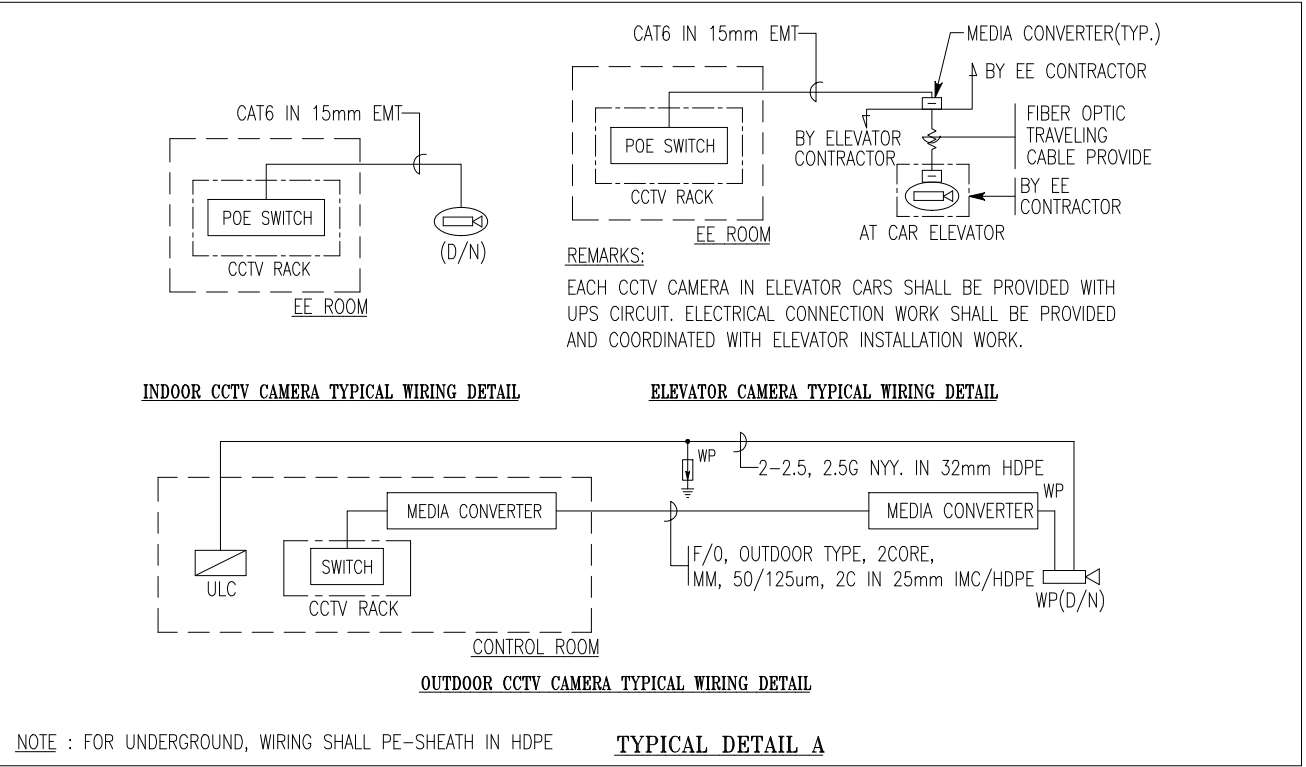 CAT6 IN 15mm EMT
POE SWITCH
CCTV RACK
EE ROOM
(D/N)
INDOOR CCTV CAMERA TYPICAL WIRING DETAIL
CAT6 IN 15mm EMT
MEDIA CONVERTER(TYP.)
BY EE CONTRACTOR
BY ELEVATOR
CONTRACTOR
FIBER OPTIC
TRAVELING
CABLE PROVIDE
POE SWITCH
CCTV RACK
EE ROOM
BY EE
CONTRACTOR
AT CAR ELEVATOR
REMARKS:
EACH CCTV CAMERA IN ELEVATOR CARS SHALL BE PROVIDED WITH
UPS CIRCUIT. ELECTRICAL CONNECTION WORK SHALL BE PROVIDED
AND COORDINATED WITH ELEVATOR INSTALLATION WORK.
ELEVATOR CAMERA TYPICAL WIRING DETAIL
WP
2-2.5, 2.5G NYY. IN 32mm HDPE
MEDIA CONVERTER
MEDIA CONVERTER
WP
SWITCH
ULC
CCTV RACK
F/O, OUTDOOR TYPE, 2CORE,
MM, 50/125um, 2C IN 25mm IMC/HDPE
WP(D/N)
CONTROL ROOM
OUTDOOR CCTV CAMERA TYPICAL WIRING DETAIL
NOTE : FOR UNDERGROUND, WIRING SHALL PE-SHEATH IN HDPE
TYPICAL DETAIL A